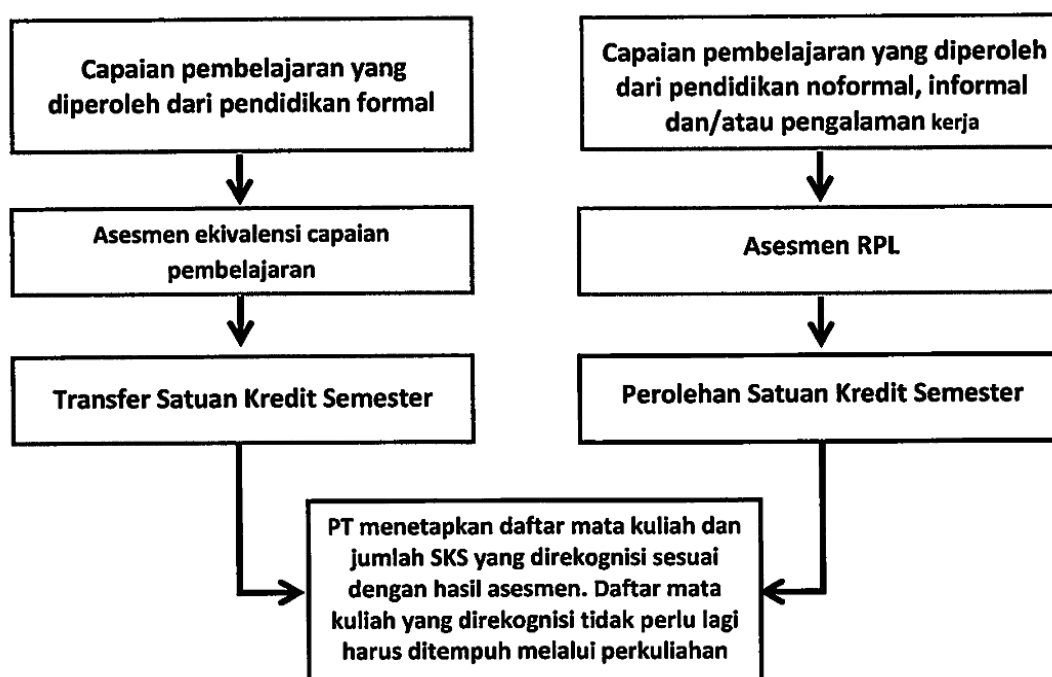 Capaian pembelajaran yang
diperoleh dari pendidikan formal
Asesmen ekivalensi capaian
pembelajaran
Transfer Satuan Kredit Semester
Capaian pembelajaran yang diperoleh
dari pendidikan noformal, informal
dan/atau pengalaman kerja
Asesmen RPL
Perolehan Satuan Kredit Semester
PT menetapkan daftar mata kuliah dan
jumlah SKS yang direkognisi sesuai
dengan hasil asesmen. Daftar mata
kuliah yang direkognisi tidak perlu lagi
harus ditempuh melalui perkuliahan